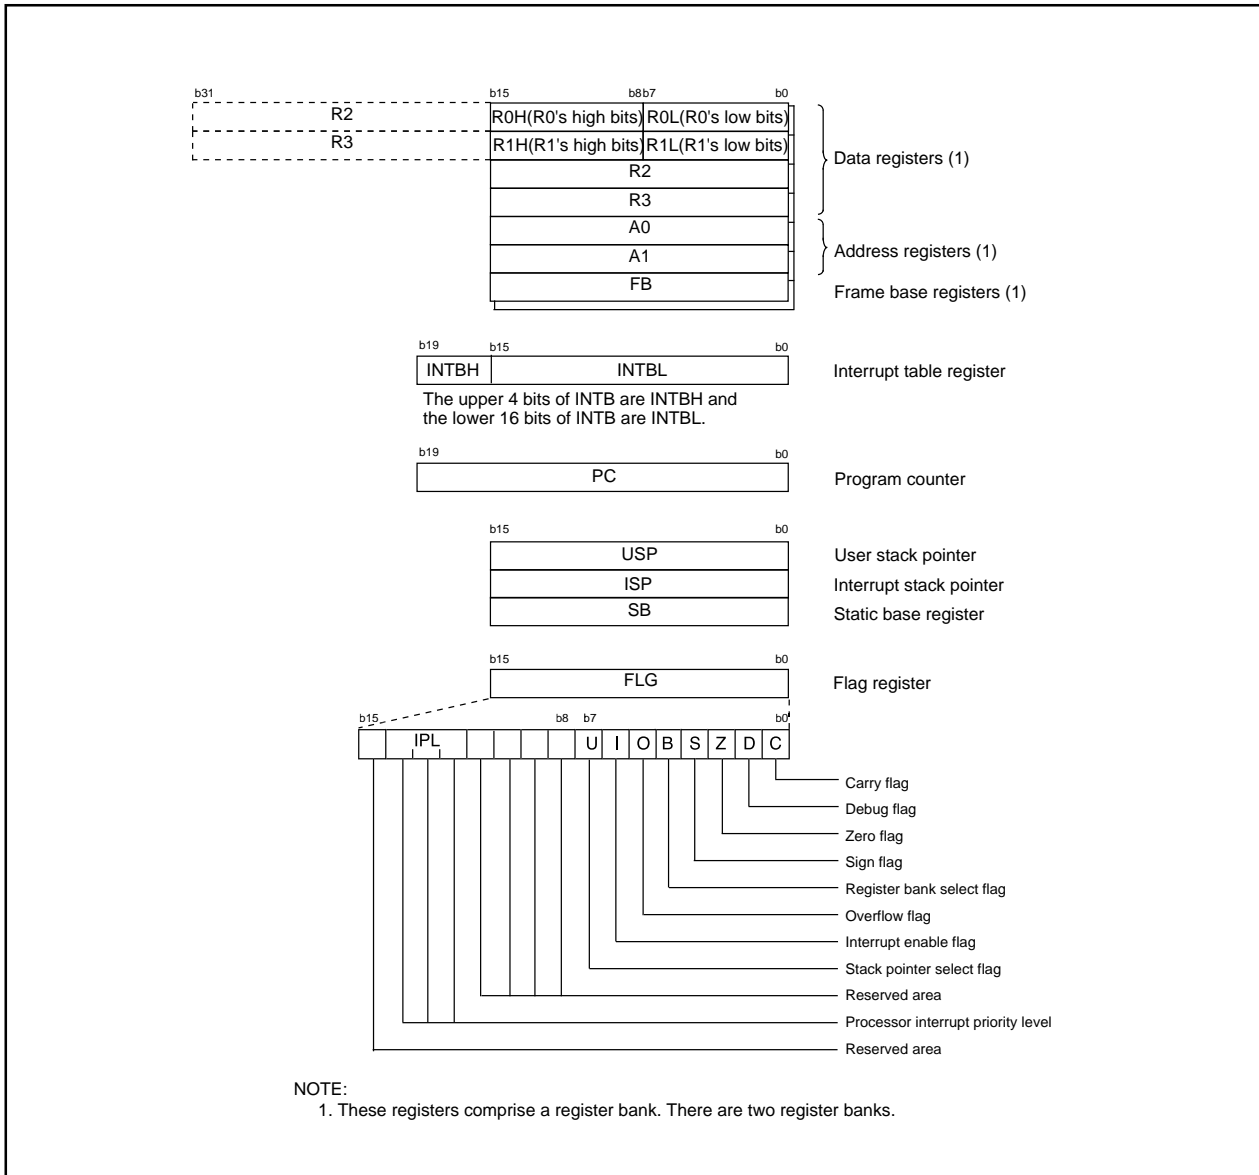 b31 b15 b8b7 b0
R2 R0H(R0's high bits) R0L(R0's low bits)
R3 R1H(R1's high bits) R1L(R1's low bits)
Data registers (1)
R2
R3
A0
Address registers (1)
A1
FB
Frame base registers (1)
b19 b15 b0
INTBH INTBL Interrupt table register
The upper 4 bits of INTB are INTBH and
the lower 16 bits of INTB are INTBL.
b19 b0
PC Program counter
b15 b0
USP User stack pointer
ISP Interrupt stack pointer
SB Static base register
b15 b0
FLG Flag register
b15 b8 b7 b0
IPL U I O B S Z D C
Carry flag
Debug flag
Zero flag
Sign flag
Register bank select flag
Overflow flag
Interrupt enable flag
Stack pointer select flag
Reserved area
Processor interrupt priority level
Reserved area
NOTE:
1. These registers comprise a register bank. There are two register banks.